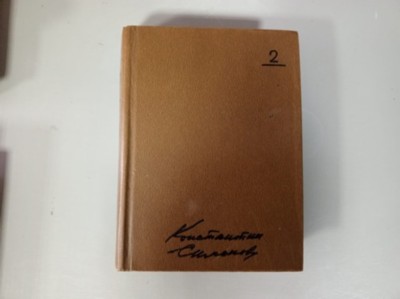 2
Константин
Симонов